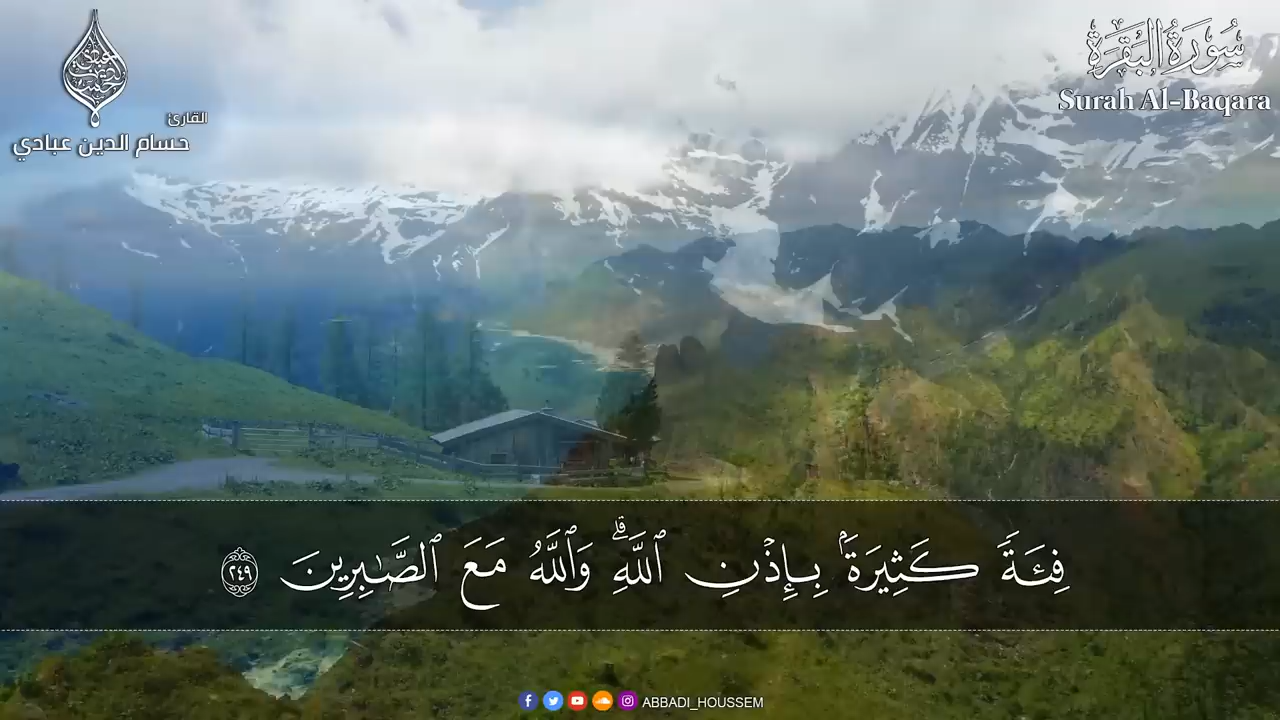 سُورَةُ البَقَرَة
Surah Al-Baqara
القارئ
حسام الدين عبادي
فِئَةٗ كَثِيرَةَۢ بِإِذۡنِ ٱللَّهِۗ وَٱللَّهُ مَعَ ٱلصَّٰبِرِينَ ٢٤٩
ABBADI_HOUSSEM